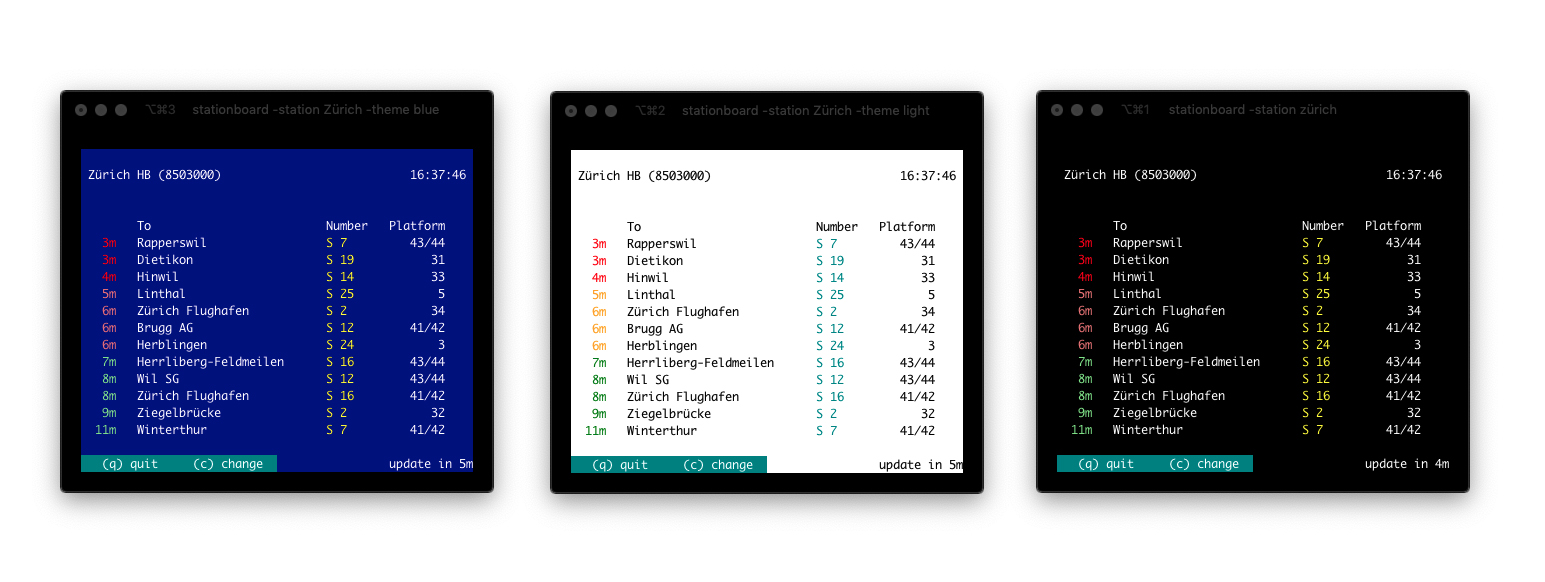 ⌥⌘3 stationboard -station Zürich -theme blue
Zürich HB (8503000) 16:37:46
To Number Platform
3m Rapperswil S 7 43/44
3m Dietikon S 19 31
4m Hinwil S 14 33
5m Linthal S 25 5
6m Zürich Flughafen S 2 34
6m Brugg AG S 12 41/42
6m Herblingen S 24 3
7m Herrliberg-Feldmeilen S 16 43/44
8m Wil SG S 12 43/44
8m Zürich Flughafen S 16 41/42
9m Ziegelbrücke S 2 32
11m Winterthur S 7 41/42
(q) quit (c) change update in 5m
⌥⌘2 stationboard -station Zürich -theme light
Zürich HB (8503000) 16:37:46
To Number Platform
3m Rapperswil S 7 43/44
3m Dietikon S 19 31
4m Hinwil S 14 33
5m Linthal S 25 5
6m Zürich Flughafen S 2 34
6m Brugg AG S 12 41/42
6m Herblingen S 24 3
7m Herrliberg-Feldmeilen S 16 43/44
8m Wil SG S 12 43/44
8m Zürich Flughafen S 16 41/42
9m Ziegelbrücke S 2 32
11m Winterthur S 7 41/42
(q) quit (c) change update in 5m
⌥⌘1 stationboard -station zürich
Zürich HB (8503000) 16:37:46
To Number Platform
3m Rapperswil S 7 43/44
3m Dietikon S 19 31
4m Hinwil S 14 33
5m Linthal S 25 5
6m Zürich Flughafen S 2 34
6m Brugg AG S 12 41/42
6m Herblingen S 24 3
7m Herrliberg-Feldmeilen S 16 43/44
8m Wil SG S 12 43/44
8m Zürich Flughafen S 16 41/42
9m Ziegelbrücke S 2 32
11m Winterthur S 7 41/42
(q) quit (c) change update in 4m